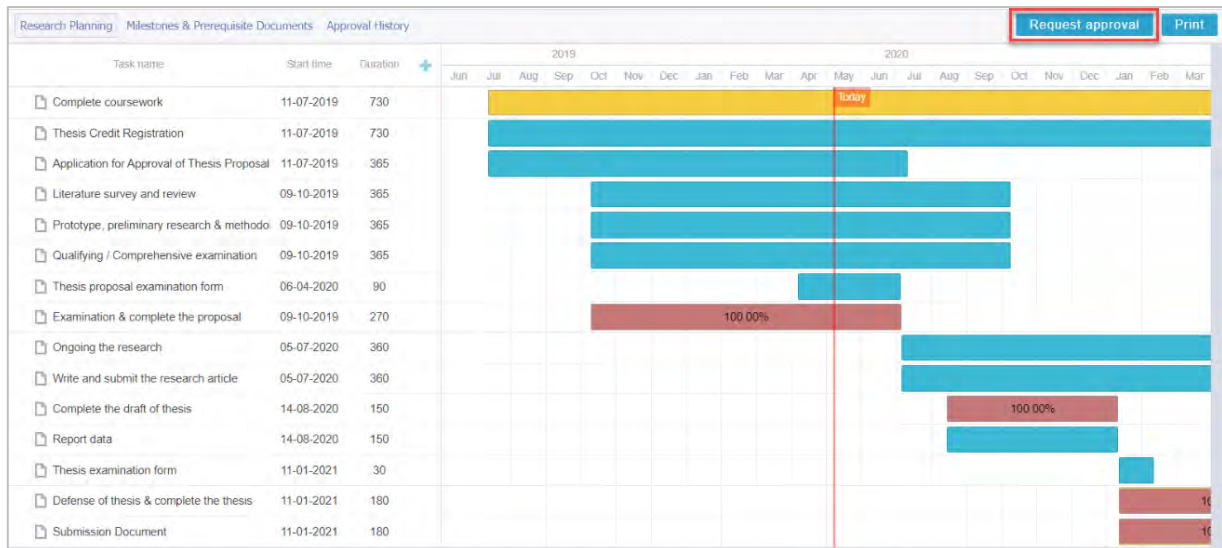 Research Planning Milestones & Prerequisite Documents Approval History Request approval Print
Task name Start time Duration 2019 2020
Jun Jul Aug Sep Oct Nov Dec Jan Feb Mar Apr May Jun Jul Aug Sep Oct Nov Dec Jan Feb Mar
Complete coursework 11-07-2019 730 Today
Thesis Credit Registration 11-07-2019 730
Application for Approval of Thesis Proposal 11-07-2019 365
Literature survey and review 09-10-2019 365
Prototype, preliminary research & methodo 09-10-2019 365
Qualifying / Comprehensive examination 09-10-2019 365
Thesis proposal examination form 06-04-2020 90
Examination & complete the proposal 09-10-2019 270 100.00%
Ongoing the research 05-07-2020 360
Write and submit the research article 05-07-2020 360
Complete the draft of thesis 14-08-2020 150 100.00%
Report data 14-08-2020 150
Thesis examination form 11-01-2021 30
Defense of thesis & complete the thesis 11-01-2021 180 10
Submission Document 11-01-2021 180 10